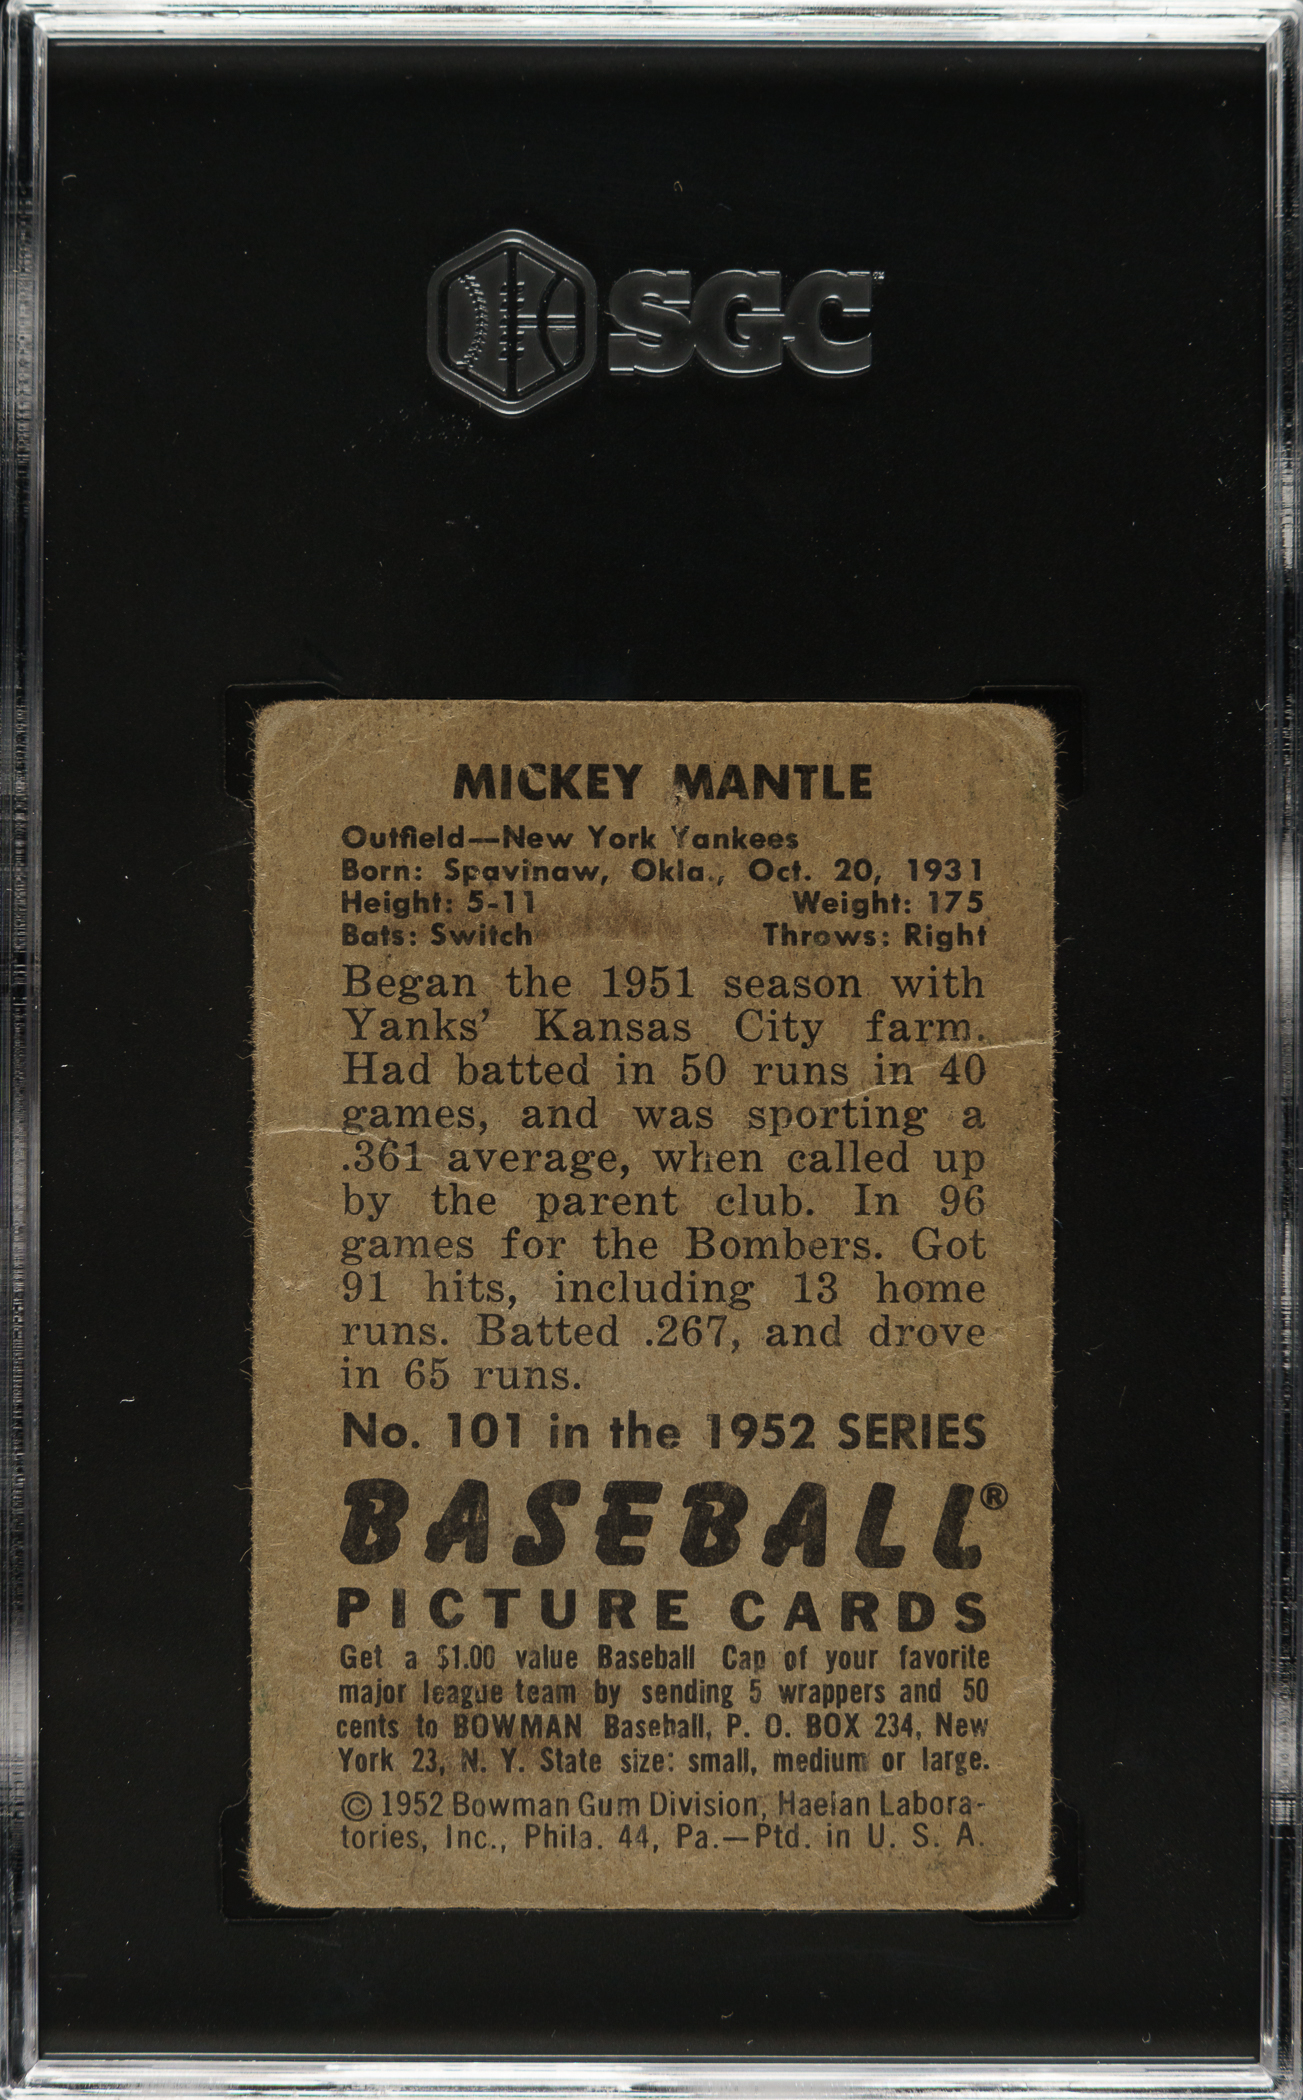 SGC
MICKEY MANTLE
Outfield—New York Yankees
Born: Spavinaw, Okla., Oct. 20, 1931
Height: 5-11 Weight: 175
Bats: Switch Throws: Right
Began the 1951 season with
Yanks' Kansas City farm.
Had batted in 50 runs in 40
games, and was sporting a
.361 average, when called up
by the parent club. In 96
games for the Bombers. Got
91 hits, including 13 home
runs. Batted .267, and drove
in 65 runs.
No. 101 in the 1952 SERIES
BASEBALL®
PICTURE CARDS
Get a $1.00 value Baseball Cap of your favorite
major league team by sending 5 wrappers and 50
cents to BOWMAN Baseball, P. O. BOX 234, New
York 23, N. Y. State size: small, medium or large.
© 1952 Bowman Gum Division, Haelan Labora-
tories, Inc., Phila. 44, Pa.—Ptd. in U. S. A.